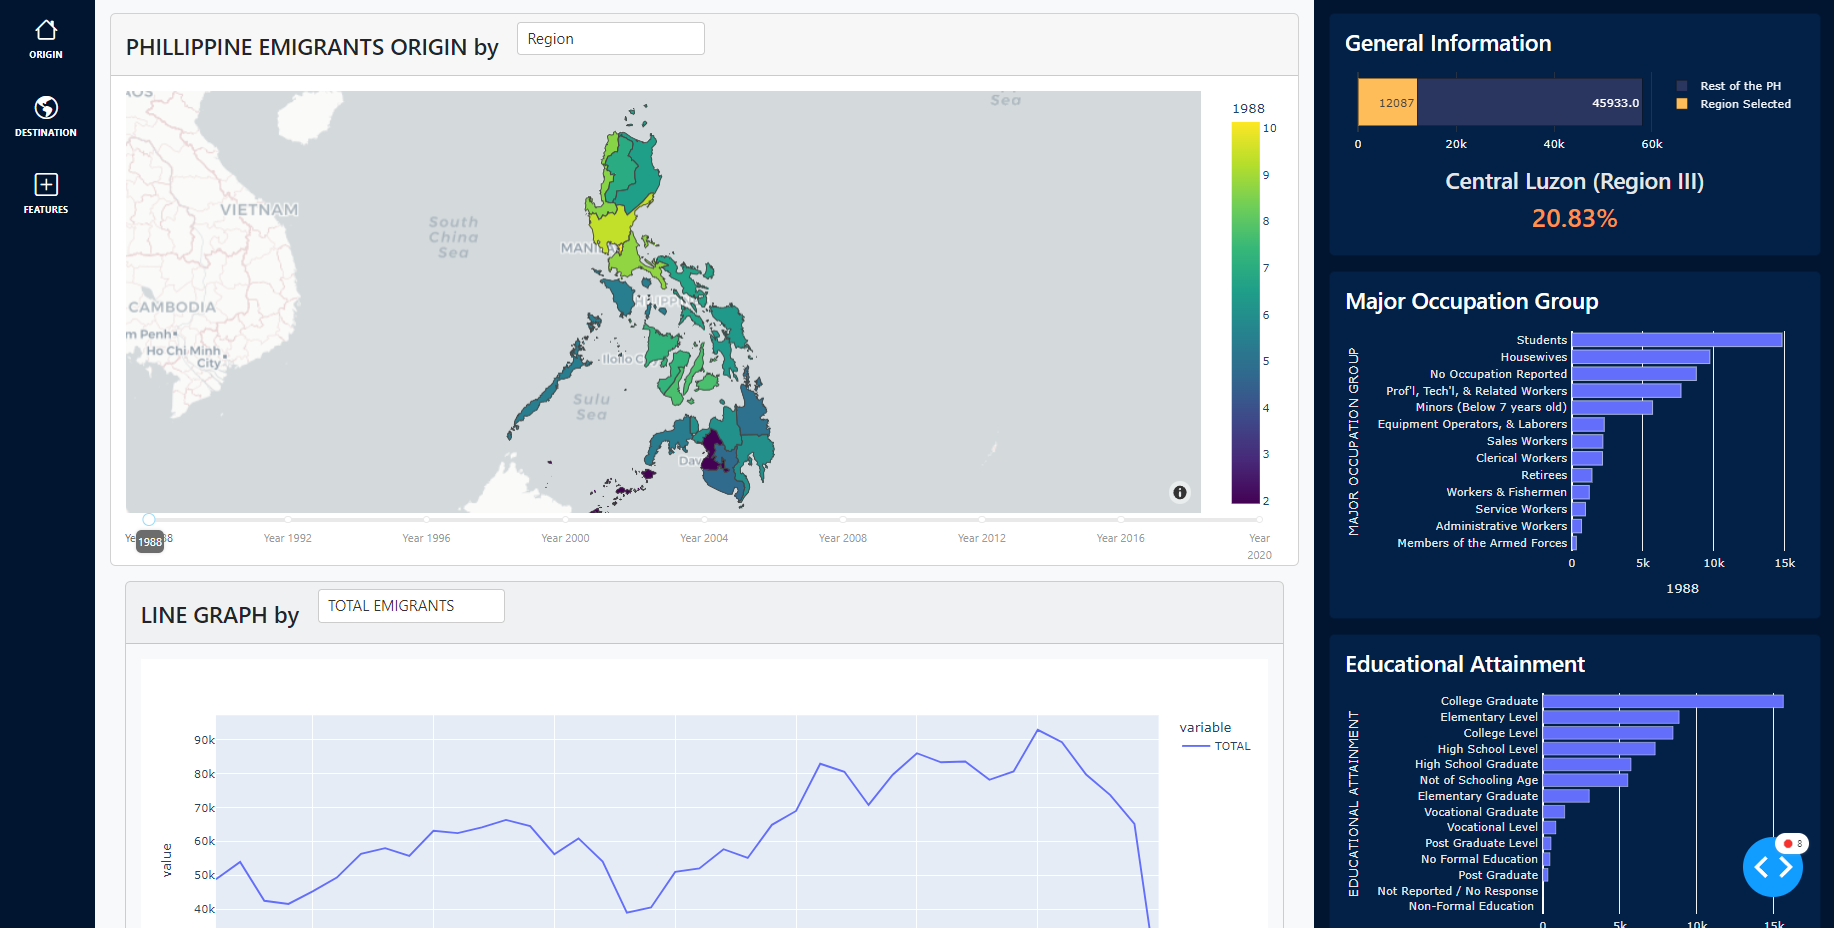 ORIGIN
DESTINATION
FEATURES
PHILLIPPINE EMIGRANTS ORIGIN by
Region
Sea
VIETNAM
South
China
Sea
CAMBODIA
Ho Chi Minh
City
Sulu
Sea
1988
10
9
8
7
6
5
4
3
2
1988
Year 1992
Year 1996
Year 2000
Year 2004
Year 2008
Year 2012
Year 2016
Year
2020
LINE GRAPH by
TOTAL EMIGRANTS
value
90k
80k
70k
60k
50k
40k
variable
TOTAL
General Information
12087
45933.0
0
20k
40k
60k
Rest of the PH
Region Selected
Central Luzon (Region III)
20.83%
Major Occupation Group
MAJOR OCCUPATION GROUP
Students
Housewives
No Occupation Reported
Prof'l, Tech'l, & Related Workers
Minors (Below 7 years old)
Equipment Operators, & Laborers
Sales Workers
Clerical Workers
Retirees
Workers & Fishermen
Service Workers
Administrative Workers
Members of the Armed Forces
0
5k
10k
15k
1988
Educational Attainment
EDUCATIONAL ATTAINMENT
College Graduate
Elementary Level
College Level
High School Level
High School Graduate
Not of Schooling Age
Elementary Graduate
Vocational Graduate
Vocational Level
Post Graduate Level
No Formal Education
Post Graduate
Not Reported / No Response
Non-Formal Education
0
5k
10k
15k
8